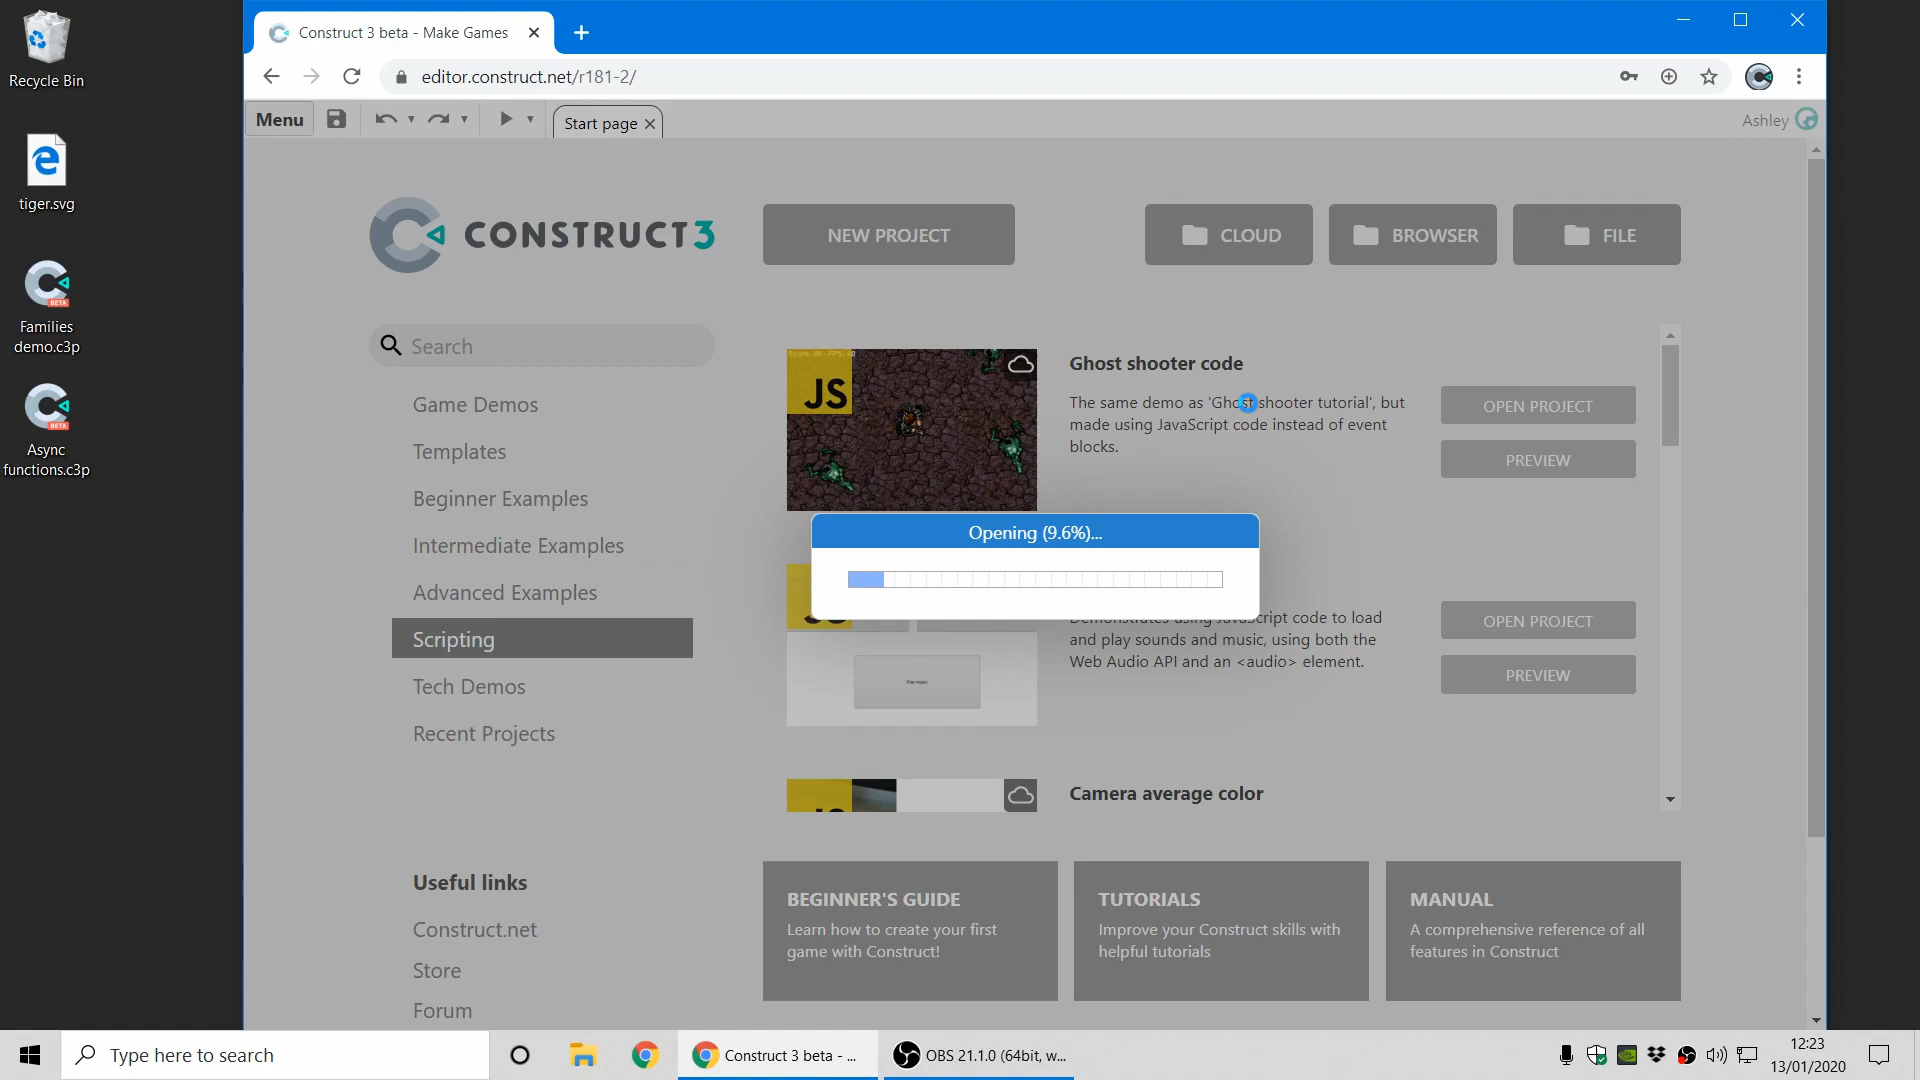 Recycle Bin
tiger.svg
Families
demo.c3p
Async
functions.c3p
Construct 3 beta - Make Games
editor.construct.net/r181-2/
Menu
Start page
Ashley
CONSTRUCT3
NEW PROJECT
CLOUD
BROWSER
FILE
Search
Game Demos
Templates
Beginner Examples
Intermediate Examples
Advanced Examples
Scripting
Tech Demos
Recent Projects
JS
Ghost shooter code
The same demo as 'Ghost shooter tutorial', but
made using JavaScript code instead of event
blocks.
OPEN PROJECT
PREVIEW
Opening (9.6%)...
Demonstrates using JavaScript code to load
and play sounds and music, using both the
Web Audio API and an <audio> element.
OPEN PROJECT
PREVIEW
Camera average color
Useful links
Construct.net
Store
Forum
BEGINNER'S GUIDE
Learn how to create your first
game with Construct!
TUTORIALS
Improve your Construct skills with
helpful tutorials
MANUAL
A comprehensive reference of all
features in Construct
Type here to search
Construct 3 beta - ...
OBS 21.1.0 (64bit, w...
12:23
13/01/2020